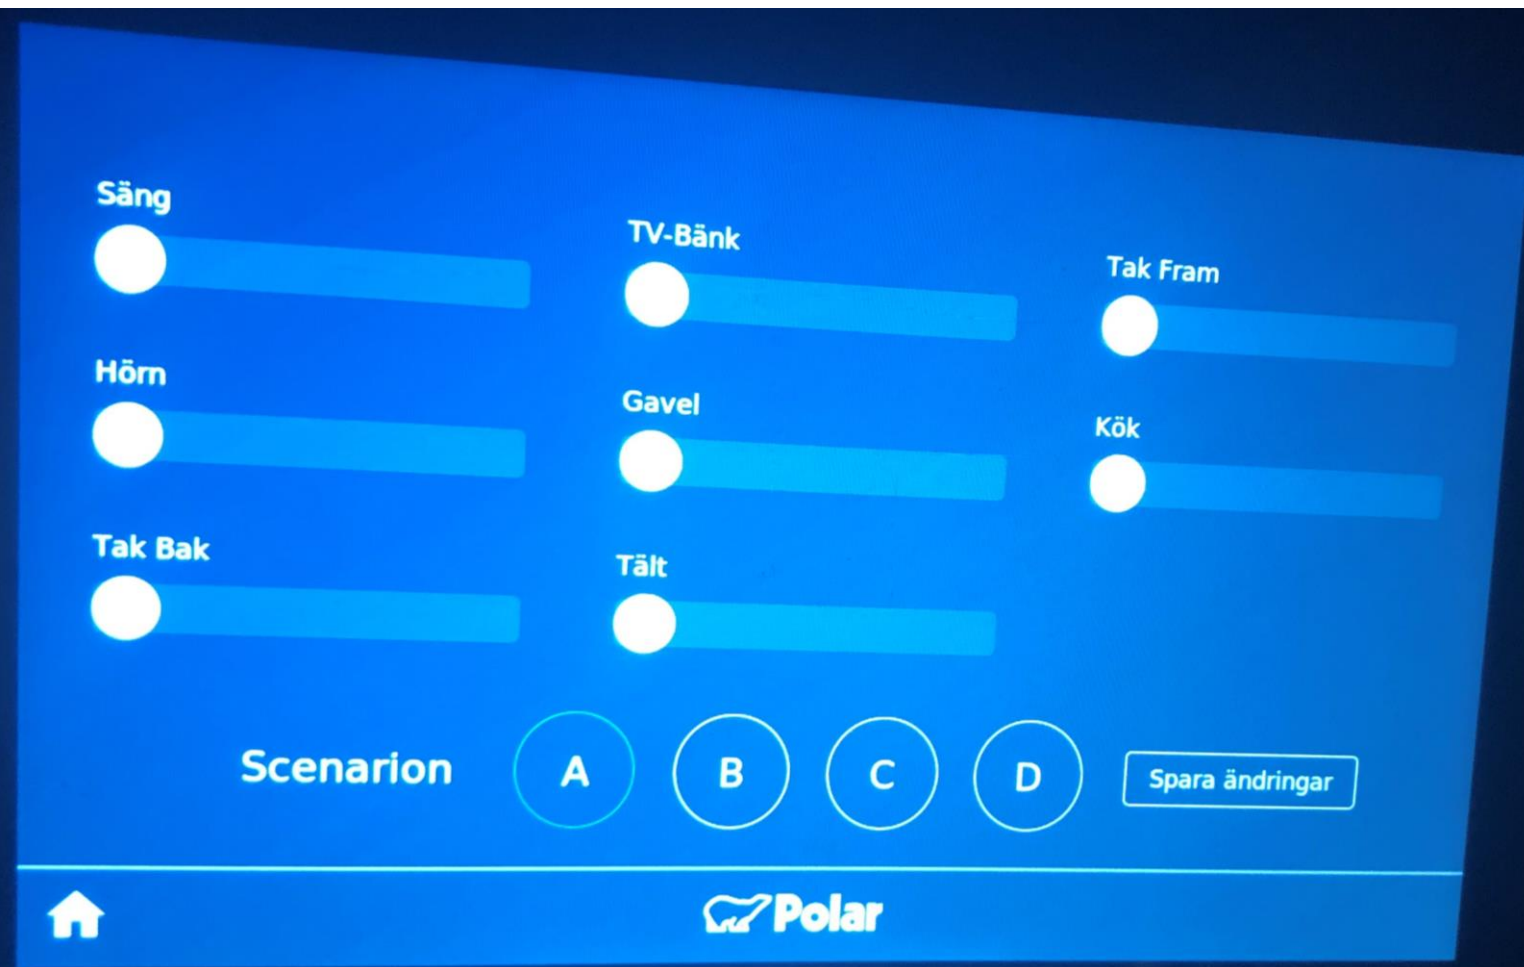 Säng
TV-Bänk
Tak Fram
Hörn
Gavel
Kök
Tak Bak
Tält
Scenarion A B C D Spara ändringar
Polar